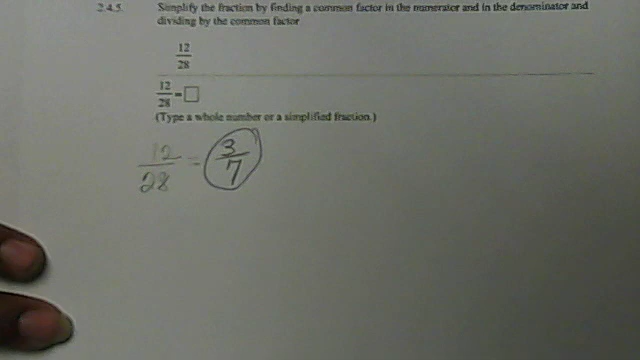 2.4.5. Simplify the fraction by finding a common factor in the numerator and in the denominator and
dividing by the common factor
12
28
12
28 = □
(Type a whole number or a simplified fraction.)
12 = 3
28 7